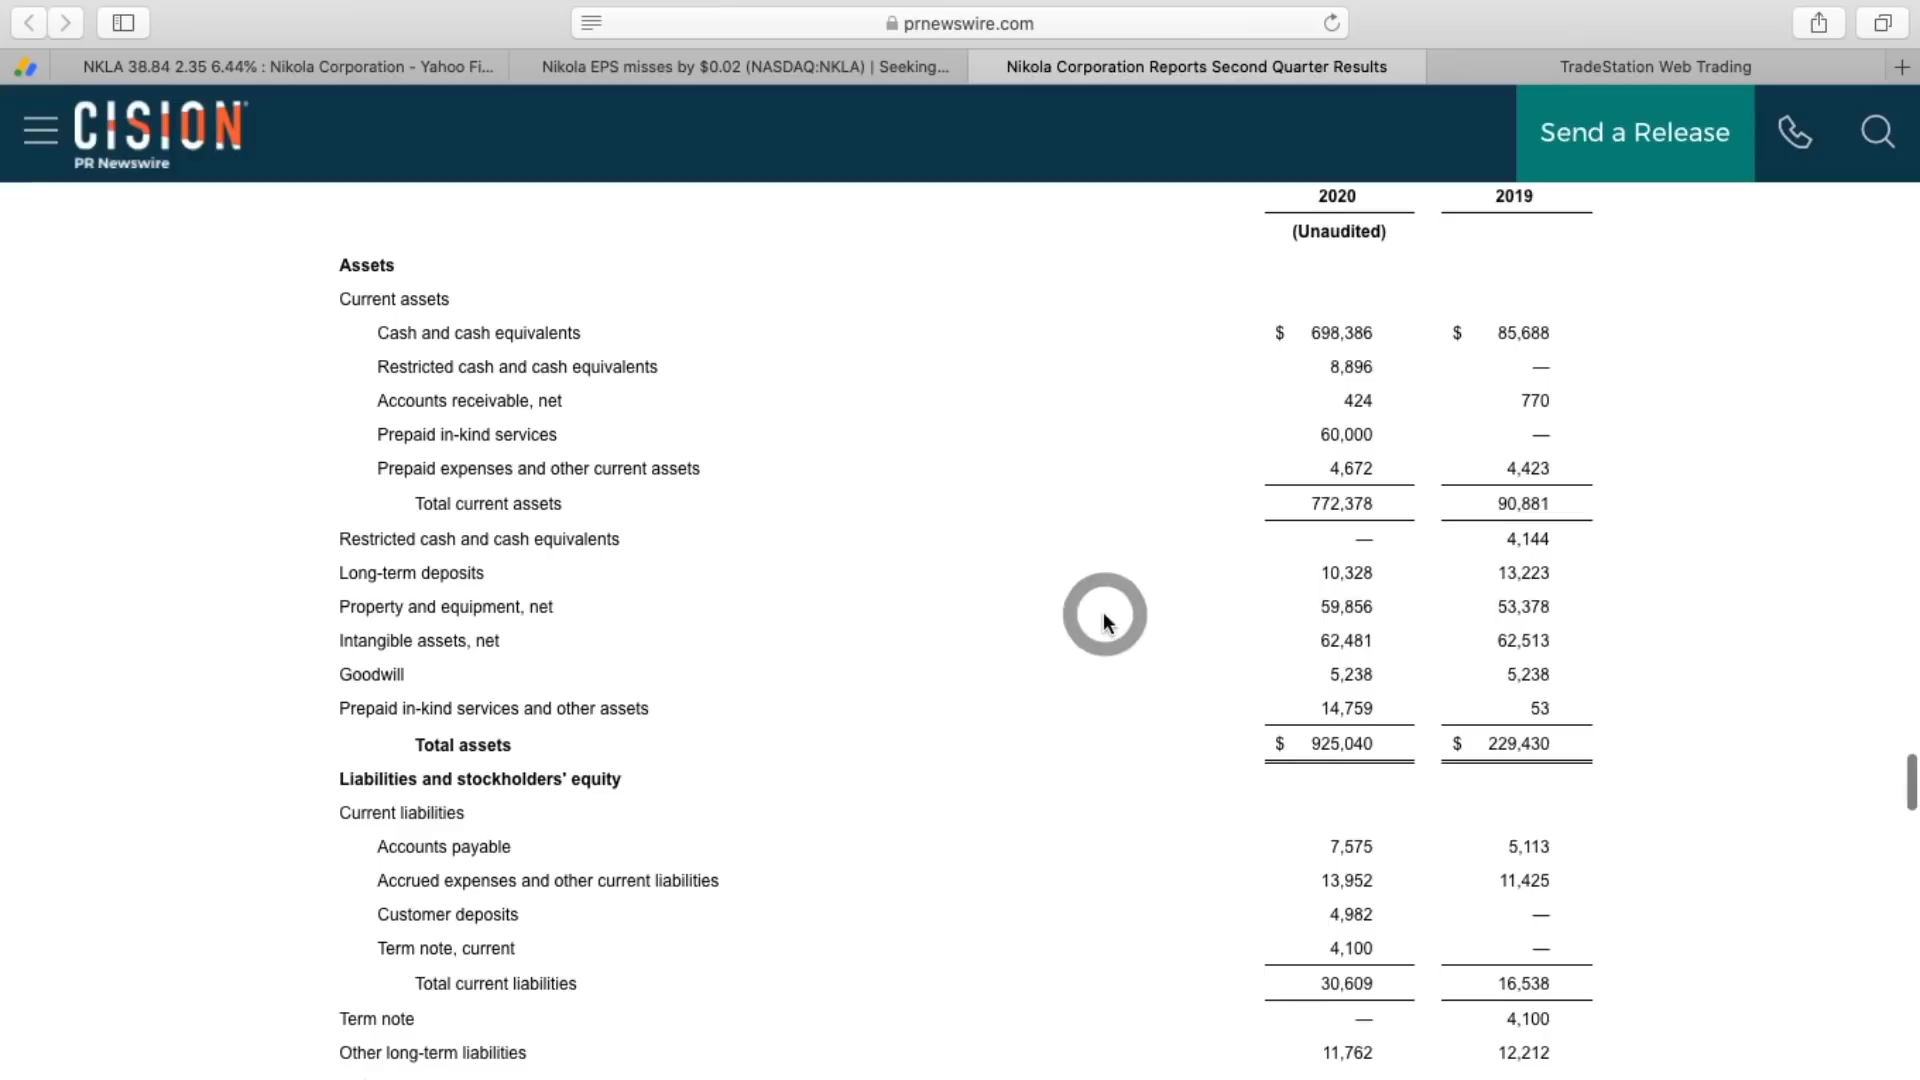 prnewswire.com
NKLA 38.84 2.35 6.44% : Nikola Corporation - Yahoo Fi...
Nikola EPS misses by $0.02 (NASDAQ:NKLA) | Seeking...
Nikola Corporation Reports Second Quarter Results
TradeStation Web Trading
CISION
PR Newswire
Send a Release
2020 2019
(Unaudited)
Assets
Current assets
Cash and cash equivalents $ 698,386 $ 85,688
Restricted cash and cash equivalents 8,896 —
Accounts receivable, net 424 770
Prepaid in-kind services 60,000 —
Prepaid expenses and other current assets 4,672 4,423
Total current assets 772,378 90,881
Restricted cash and cash equivalents — 4,144
Long-term deposits 10,328 13,223
Property and equipment, net 59,856 53,378
Intangible assets, net 62,481 62,513
Goodwill 5,238 5,238
Prepaid in-kind services and other assets 14,759 53
Total assets $ 925,040 $ 229,430
Liabilities and stockholders' equity
Current liabilities
Accounts payable 7,575 5,113
Accrued expenses and other current liabilities 13,952 11,425
Customer deposits 4,982 —
Term note, current 4,100 —
Total current liabilities 30,609 16,538
Term note — 4,100
Other long-term liabilities 11,762 12,212